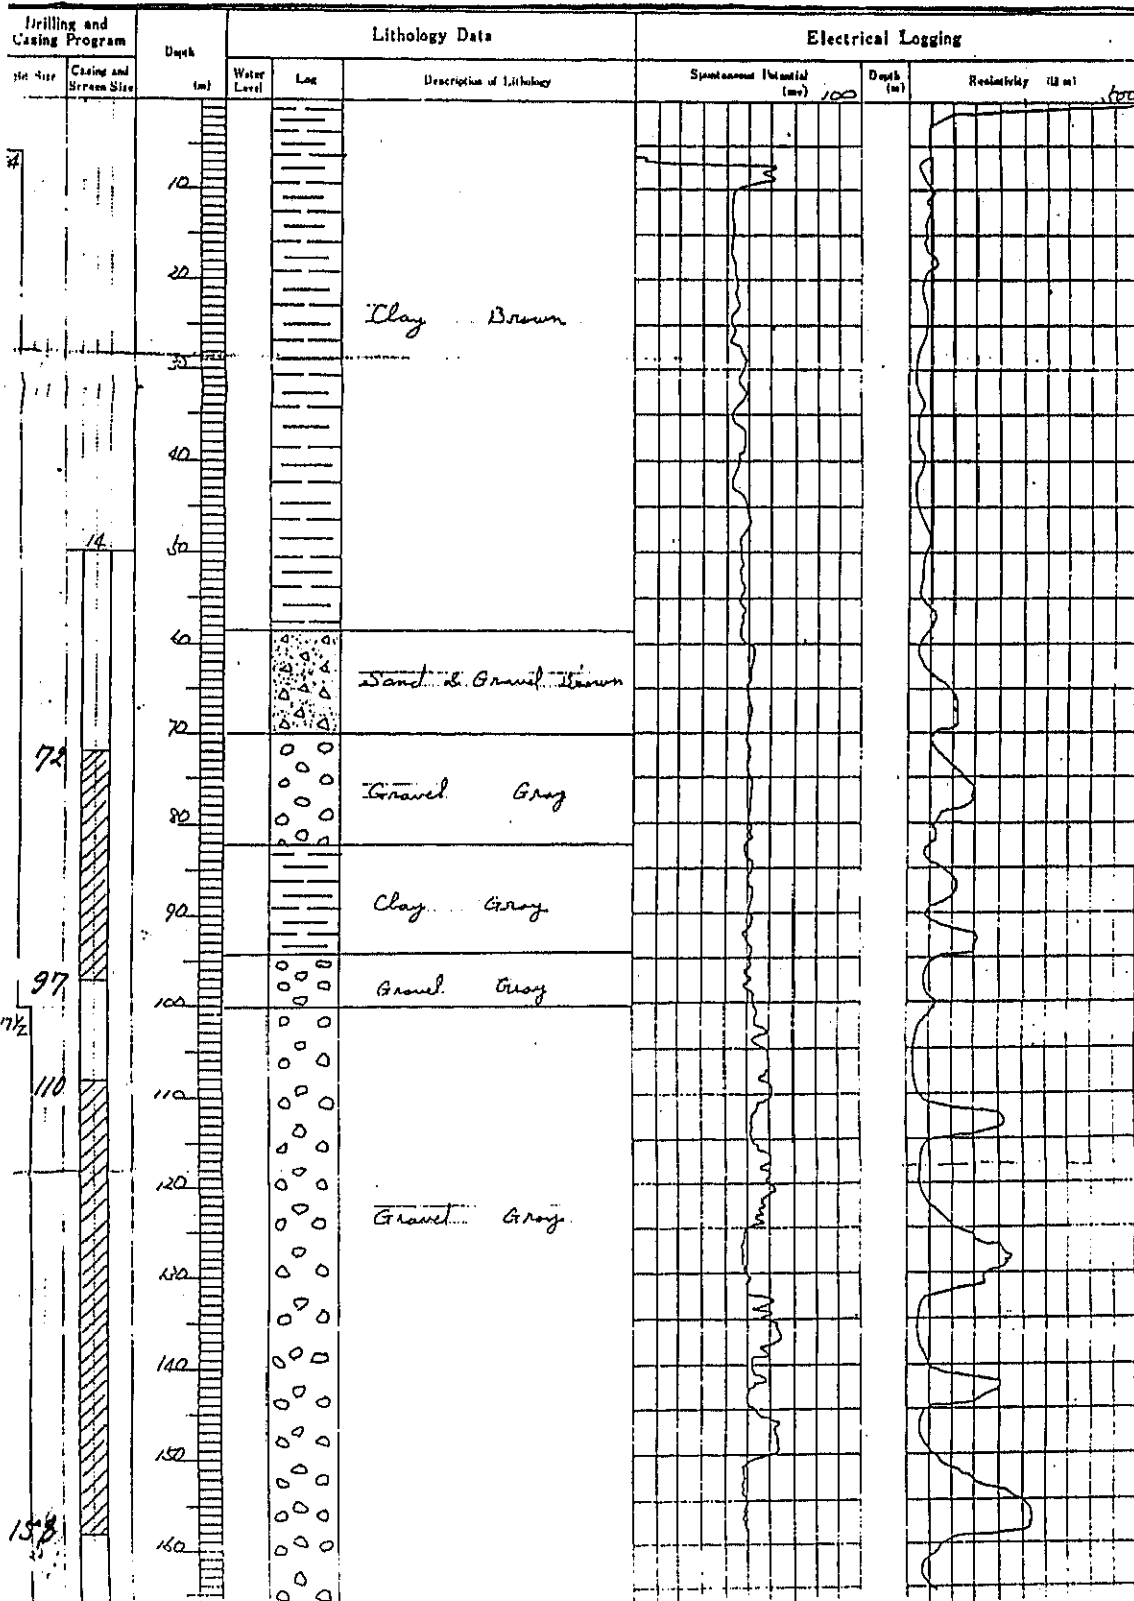 Drilling and Casing Program
Depth (m)
Lithology Data
Electrical Logging
Bit Size
Casing and Screen Size
Water Level
Log
Description of Lithology
Spontaneous Potential (mv) 100
Depth (m)
Resistivity (Ω m)
10
20
Clay Brown
30
40
14
50
60
Sand & Gravel Brown
70
72
Gravel Gray
80
Clay Gray
90
97
Gravel Gray
100
17½
110
110
120
Gravel Gray
130
140
150
158
160